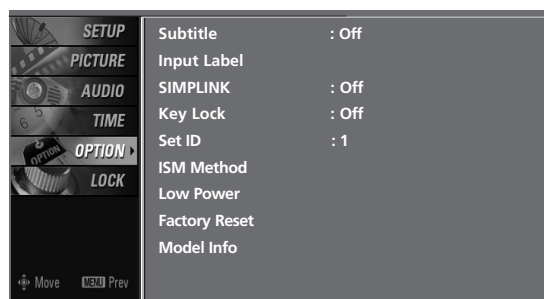 SETUP
PICTURE
AUDIO
TIME
OPTION
LOCK
Move MENU Prev
Subtitle : Off
Input Label
SIMPLINK : Off
Key Lock : Off
Set ID : 1
ISM Method
Low Power
Factory Reset
Model Info